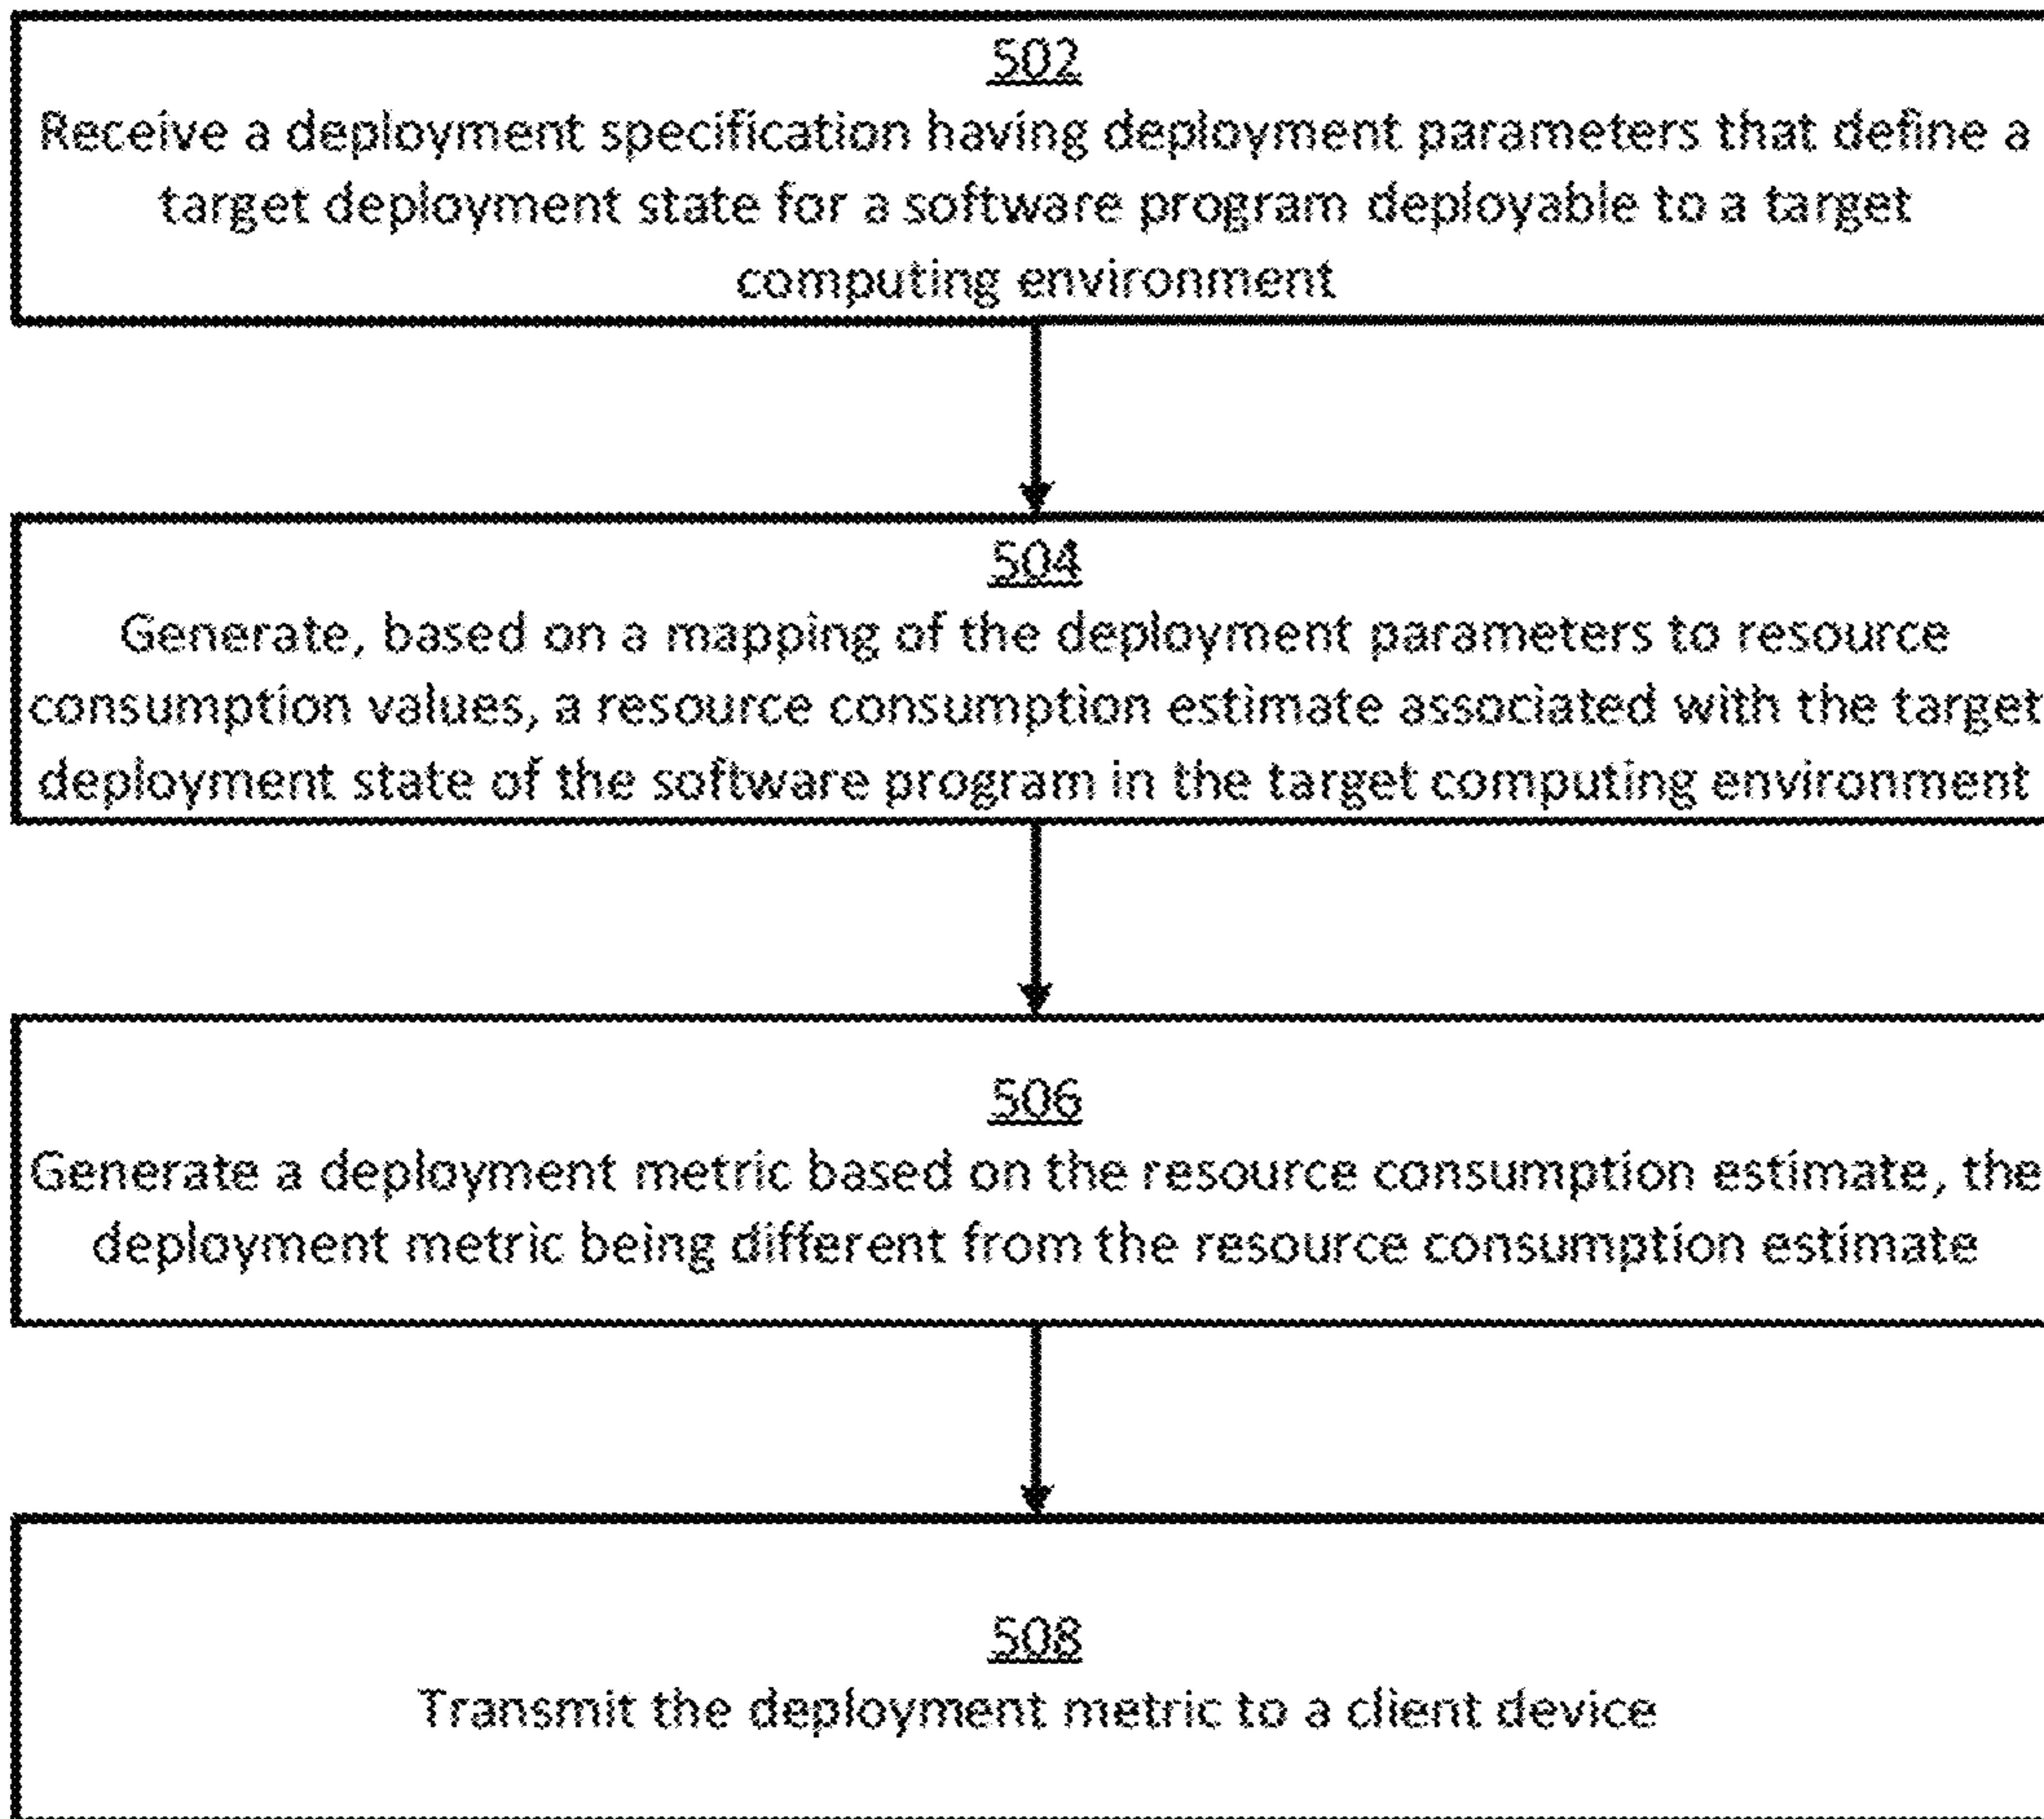 502
Receive a deployment specification having deployment parameters that define a
target deployment state for a software program deployable to a target
computing environment
504
Generate, based on a mapping of the deployment parameters to resource
consumption values, a resource consumption estimate associated with the target
deployment state of the software program in the target computing environment
506
Generate a deployment metric based on the resource consumption estimate, the
deployment metric being different from the resource consumption estimate
508
Transmit the deployment metric to a client device